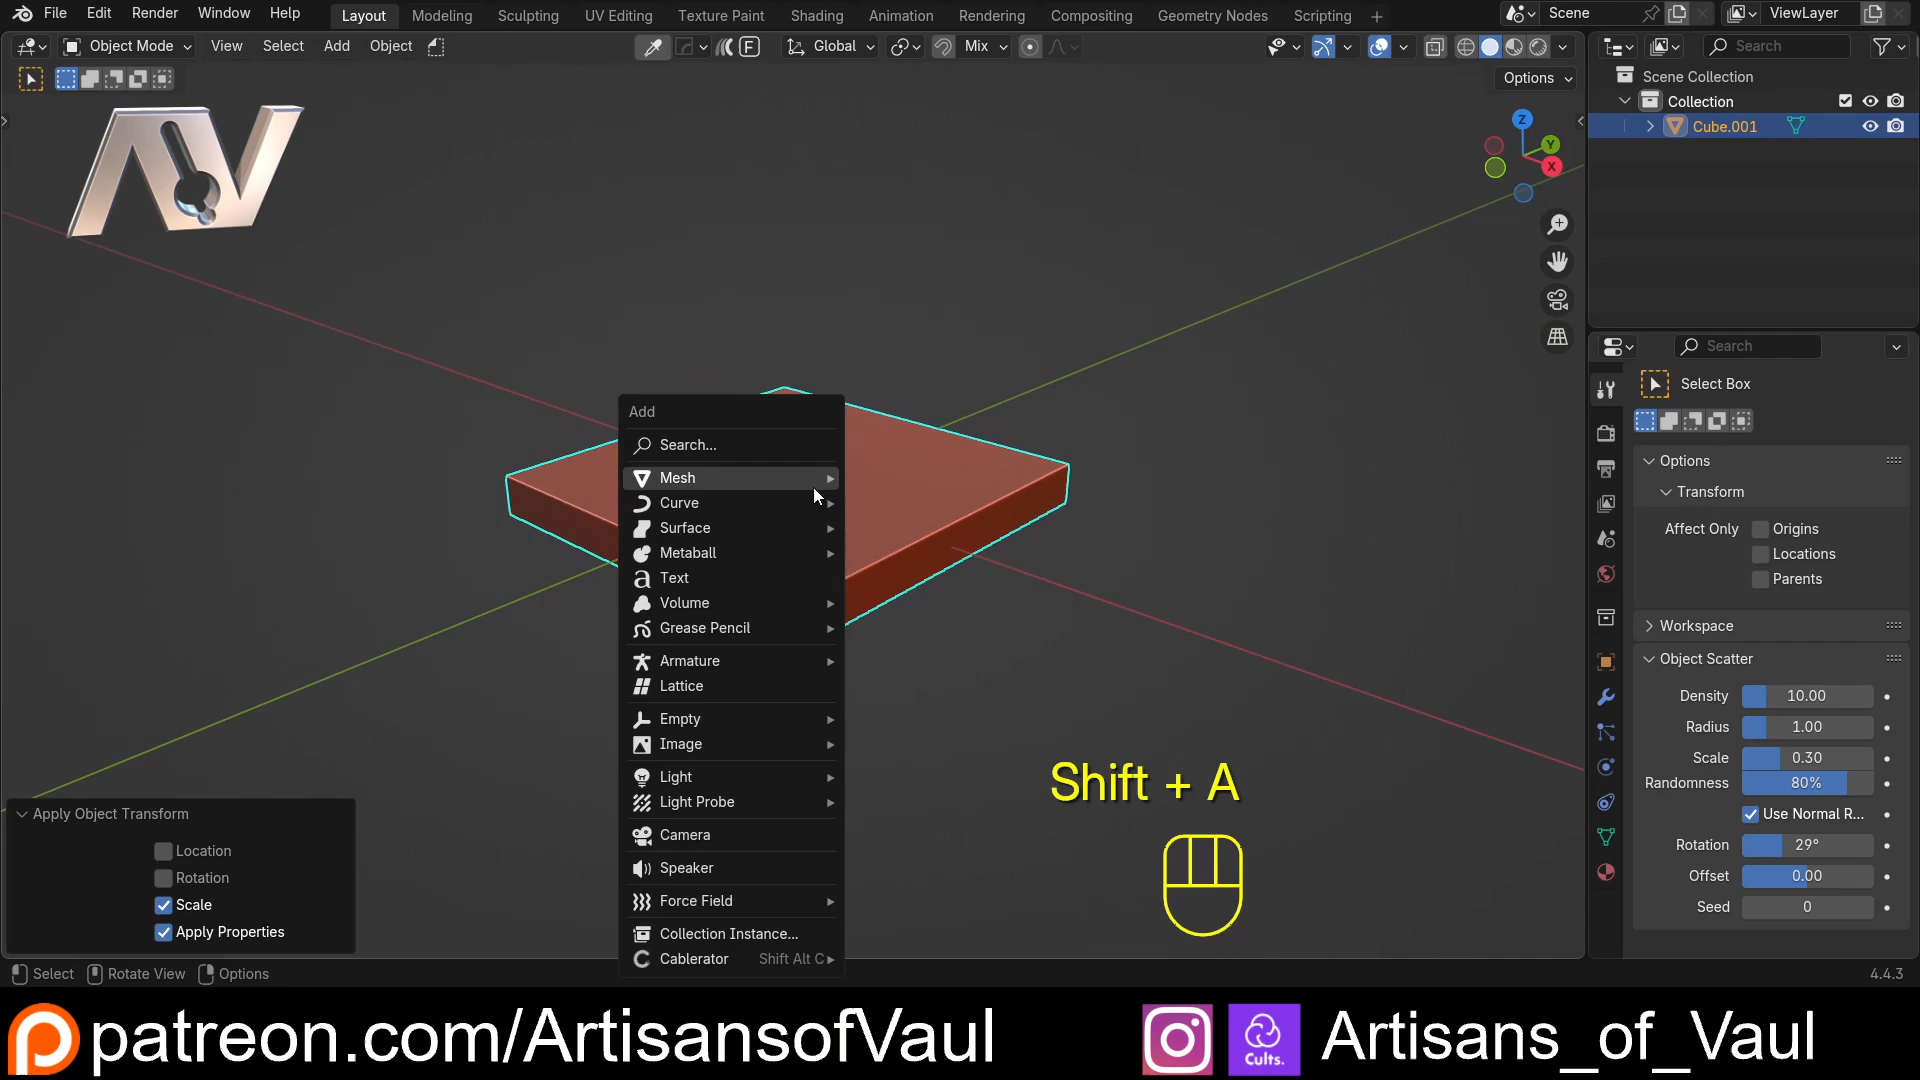 File Edit Render Window Help Layout Modeling Sculpting UV Editing Texture Paint Shading Animation Rendering Compositing Geometry Nodes Scripting + Scene ViewLayer
Object Mode View Select Add Object F Global Mix Search
Options
Scene Collection
Collection
Cube.001
AV
Z
Y
X
Search
Select Box
Options
Transform
Affect Only Origins
Locations
Parents
Workspace
Object Scatter
Density 10.00
Radius 1.00
Scale 0.30
Randomness 80%
Use Normal R...
Rotation 29°
Offset 0.00
Seed 0
Add
Search...
Mesh
Curve
Surface
Metaball
Text
Volume
Grease Pencil
Armature
Lattice
Empty
Image
Light
Light Probe
Camera
Speaker
Force Field
Collection Instance...
Cablerator Shift Alt C
Shift + A
Apply Object Transform
Location
Rotation
Scale
Apply Properties
Select Rotate View Options 4.4.3
patreon.com/ArtisansofVaul Cults. Artisans_of_Vaul